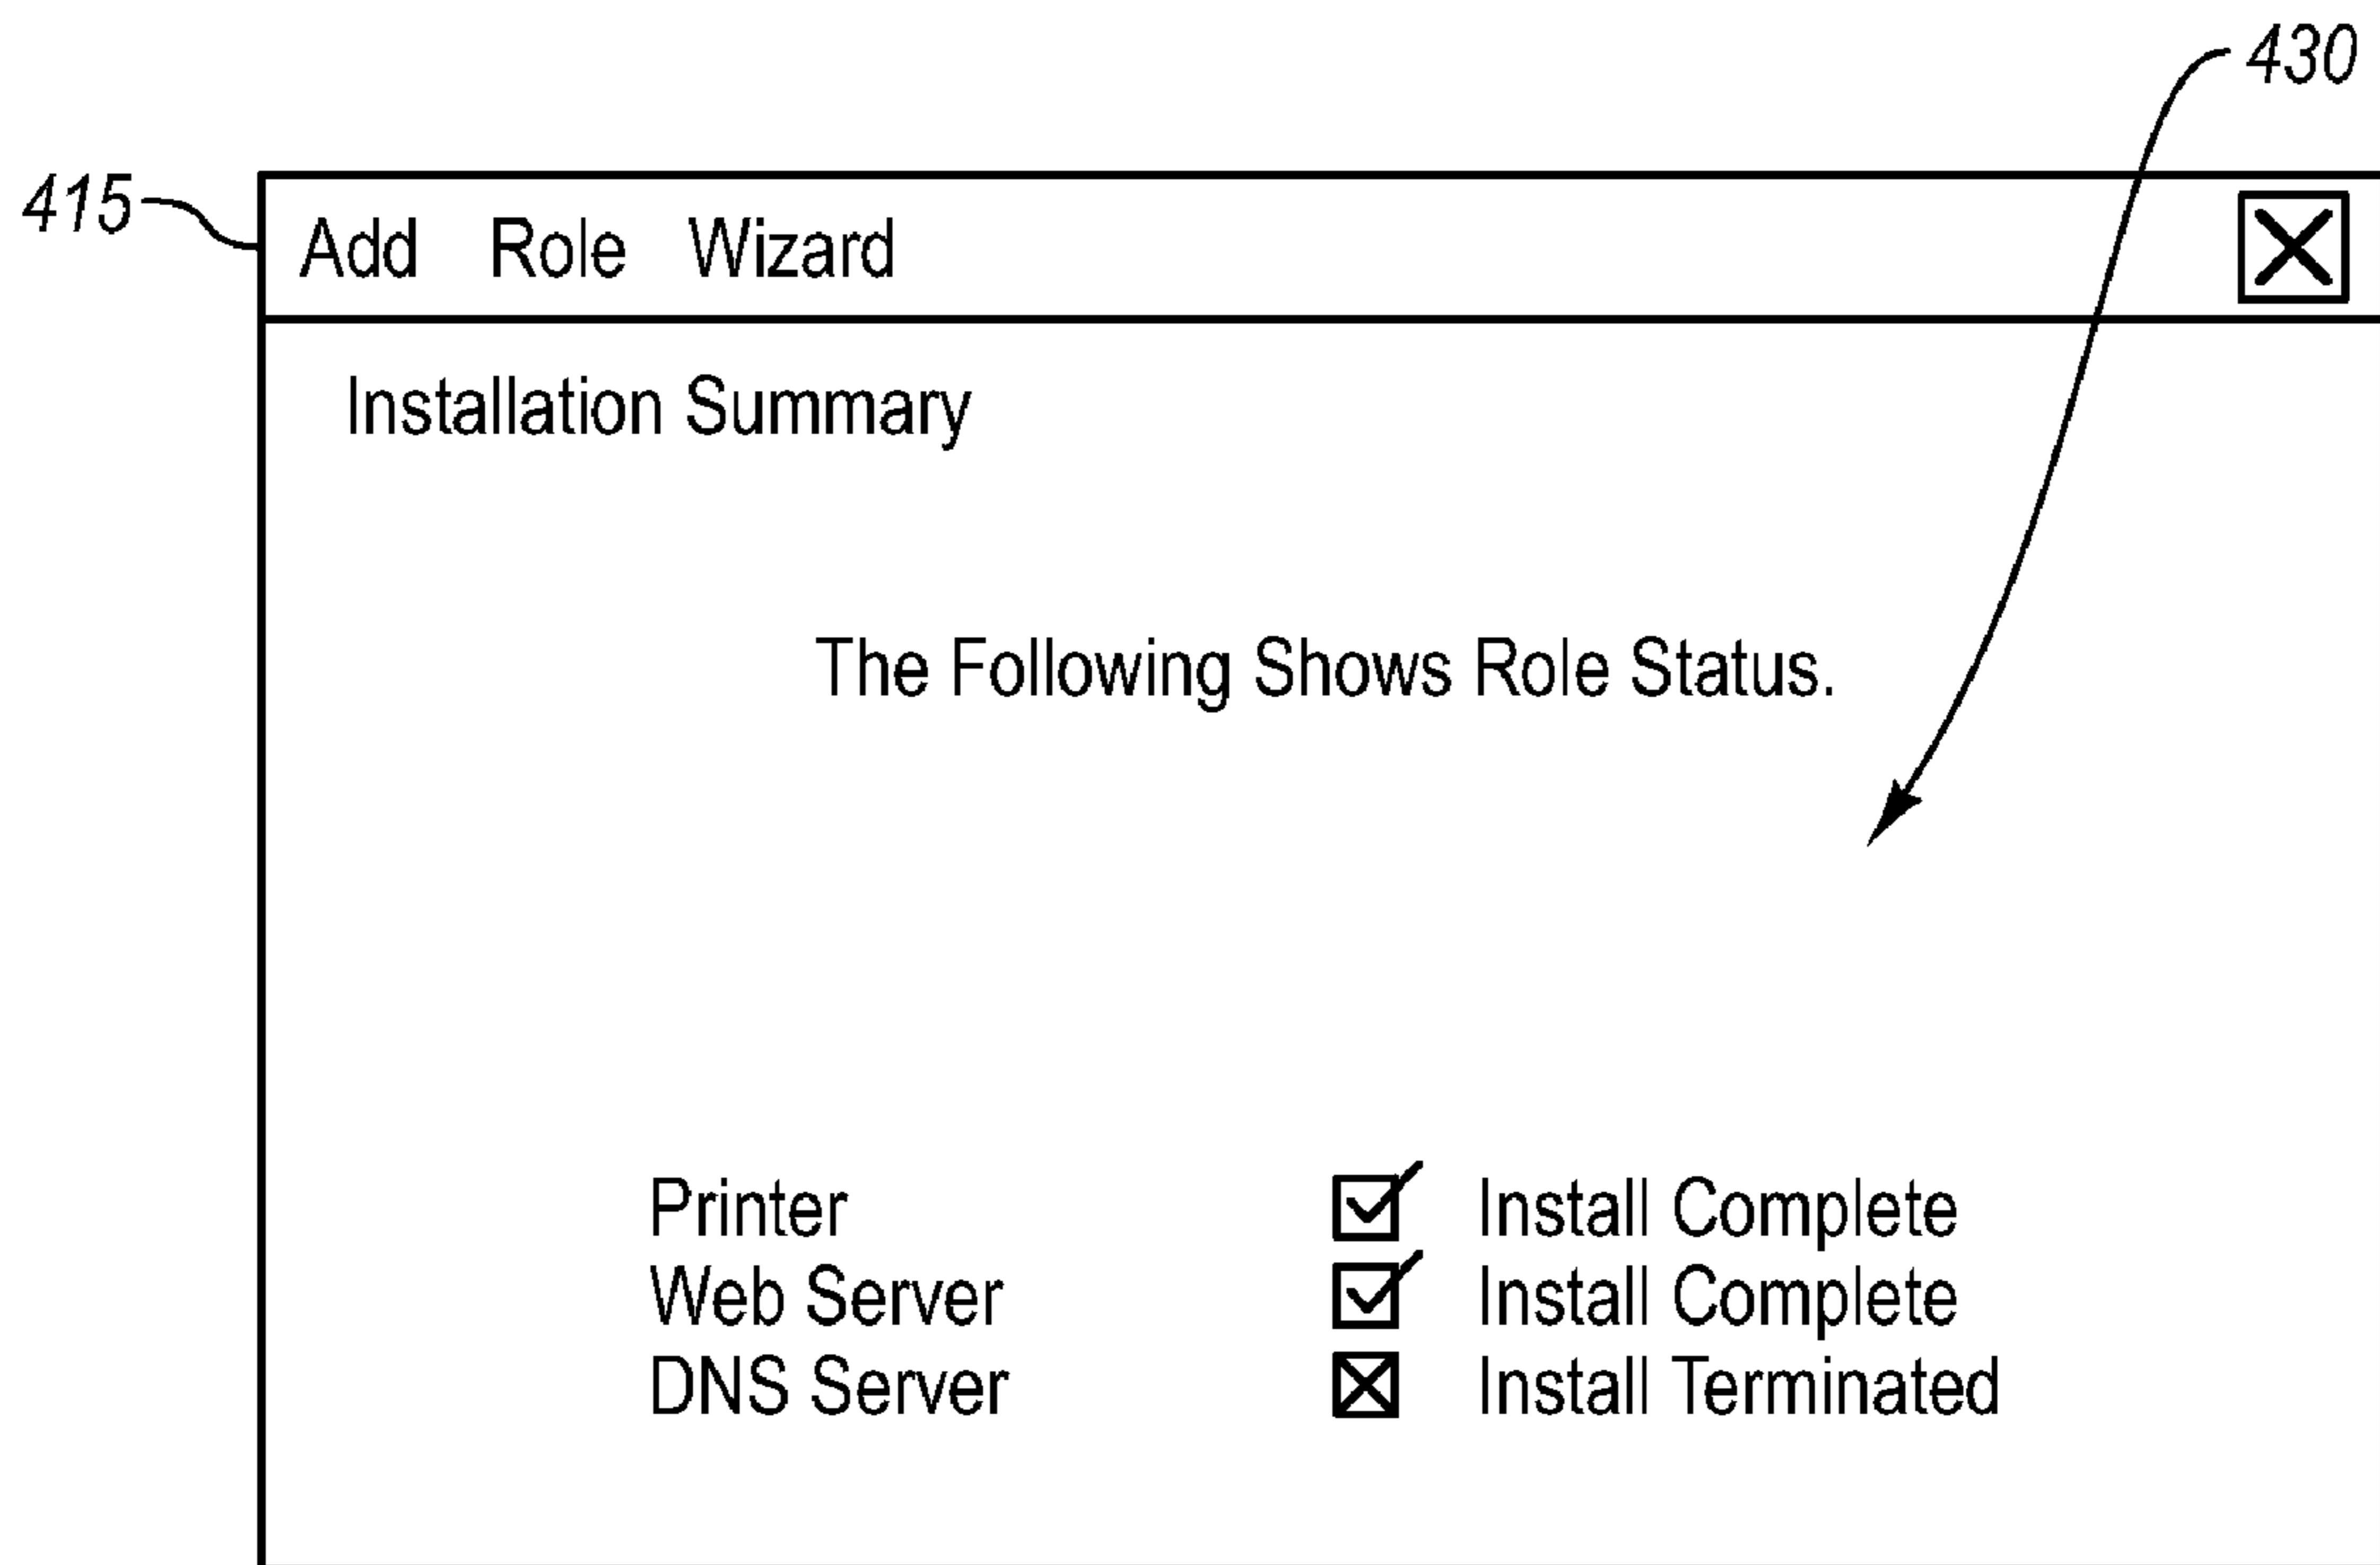 430
415
Add Role Wizard
Installation Summary
The Following Shows Role Status.
Printer Install Complete
Web Server Install Complete
DNS Server Install Terminated